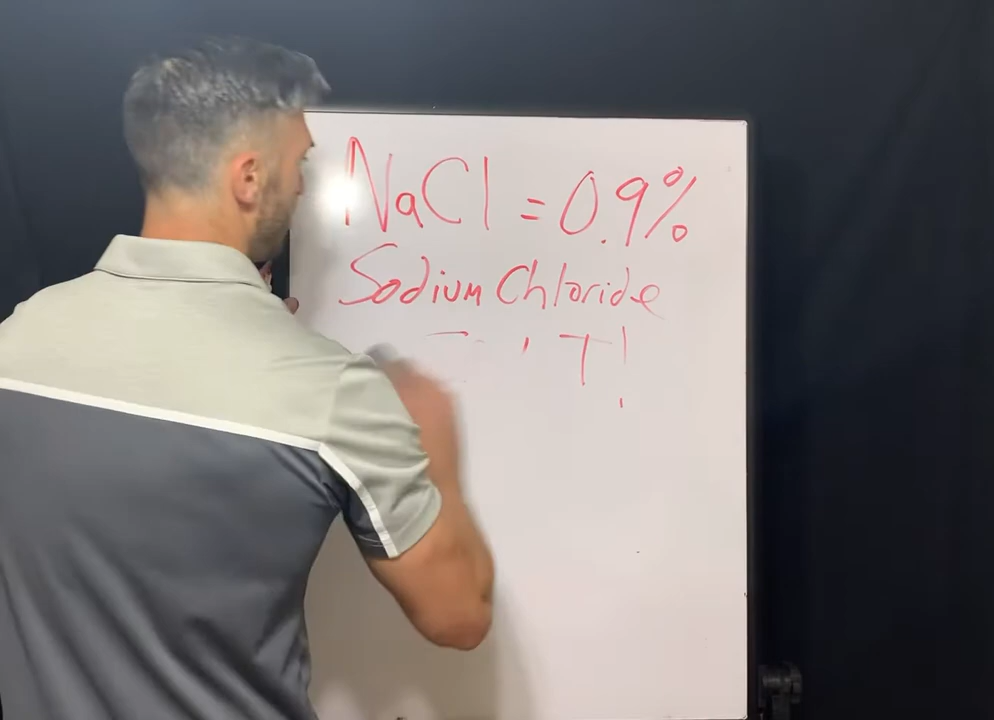 NaCl = 0.9%
Sodium Chloride